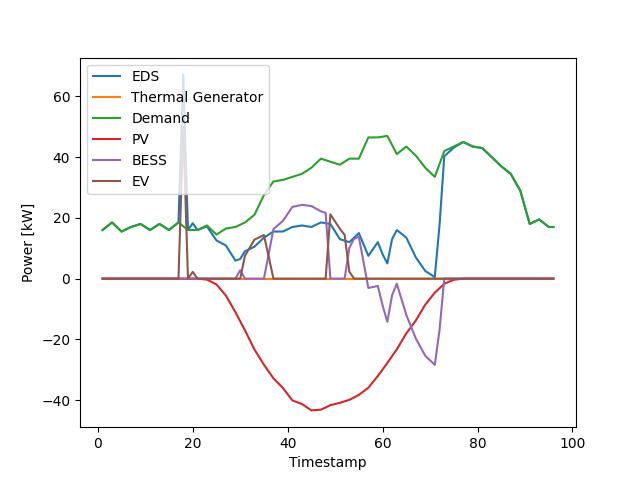 EDS
Thermal Generator
Demand
PV
BESS
EV
Power [kW]
60
40
20
0
−20
−40
0 20 40 60 80 100
Timestamp